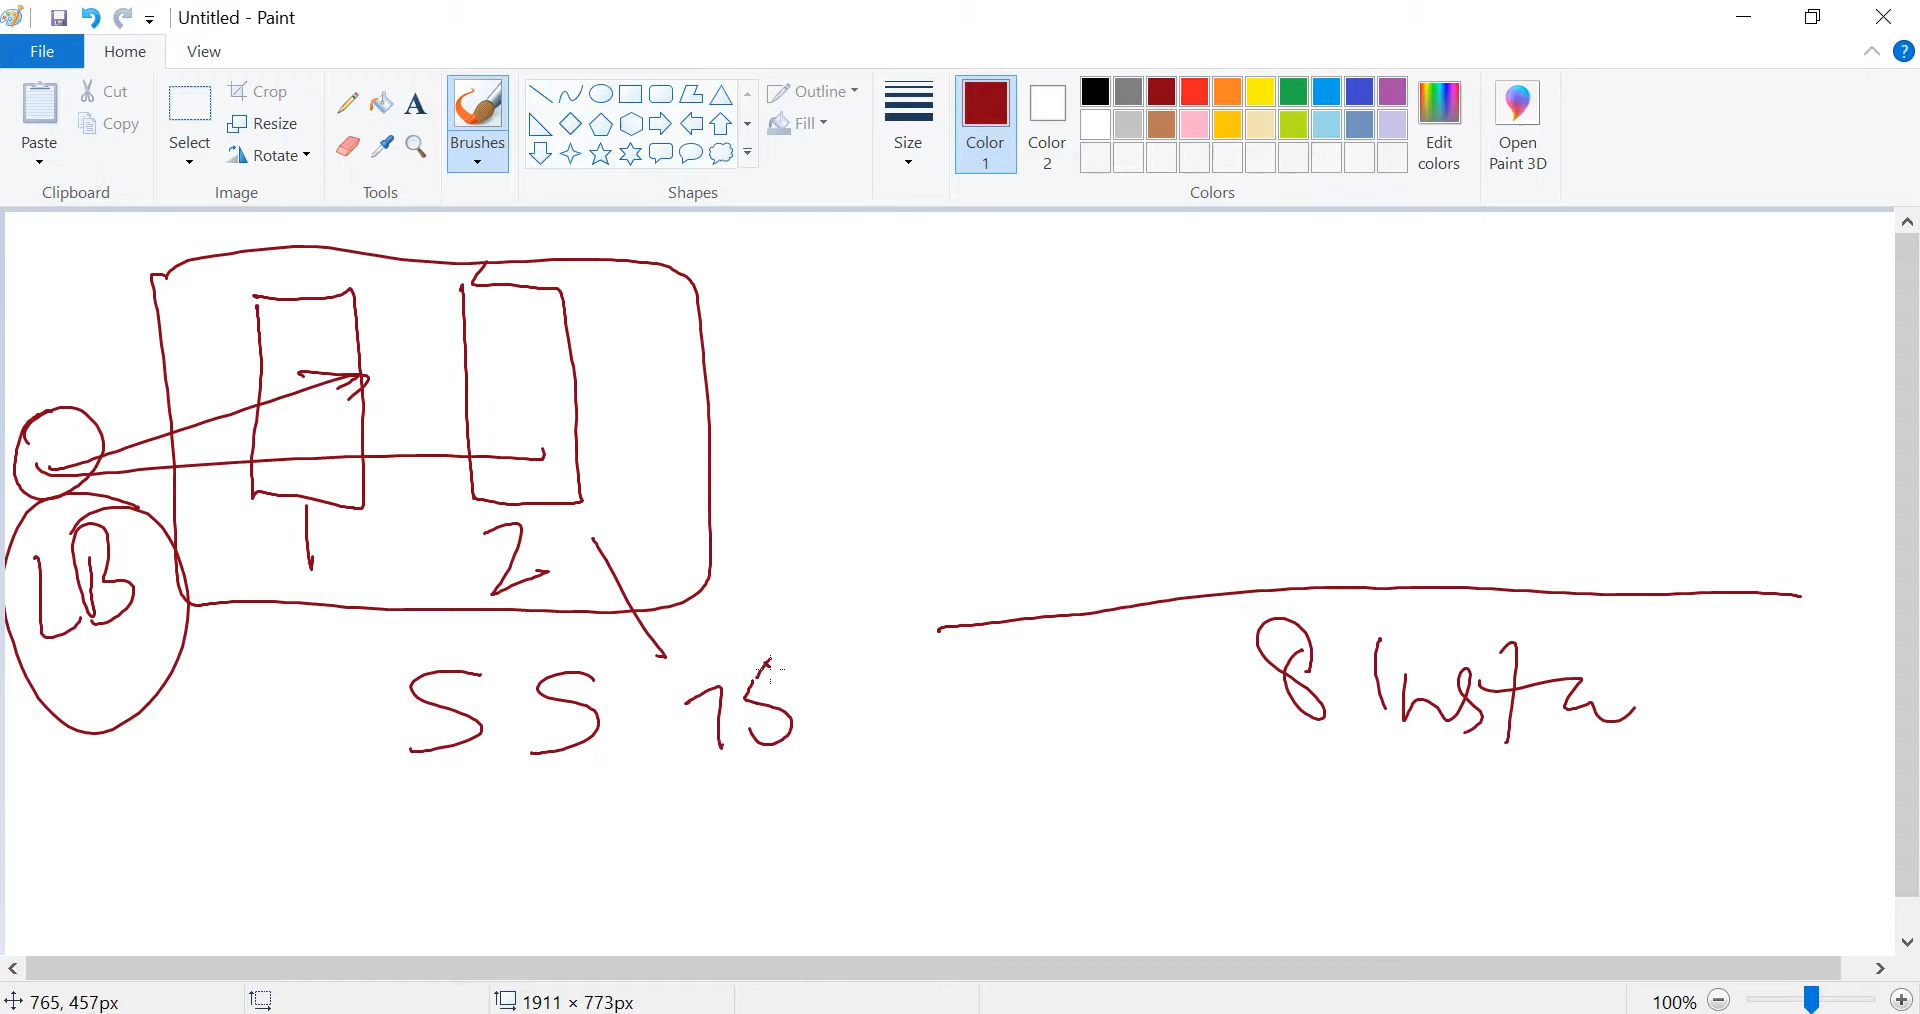 Untitled - Paint
File Home View
Paste
Cut
Copy
Clipboard
Select
Crop
Resize
Rotate
Image
Tools
Brushes
Shapes
Outline
Fill
Size
Color 1
Color 2
Edit colors
Colors
Open Paint 3D
1 2
LB
S S 75
8 Insta
765, 457px
1911 × 773px
100%